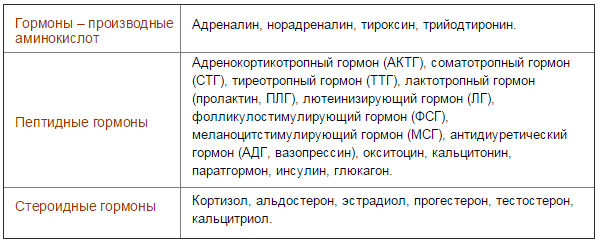 Гормоны – производные
аминокислот
Адреналин, норадреналин, тироксин, трийодтиронин.
Пептидные гормоны
Адренокортикотропный гормон (АКТГ), соматотропный гормон
(СТГ), тиреотропный гормон (ТТГ), лактотропный гормон
(пролактин, ПЛГ), лютеинизирующий гормон (ЛГ),
фолликулостимулирующий гормон (ФСГ),
меланоцитстимулирующий гормон (МСГ), антидиуретический
гормон (АДГ, вазопрессин), окситоцин, кальцитонин,
паратгормон, инсулин, глюкагон.
Стероидные гормоны
Кортизол, альдостерон, эстрадиол, прогестерон, тестостерон,
кальцитриол.